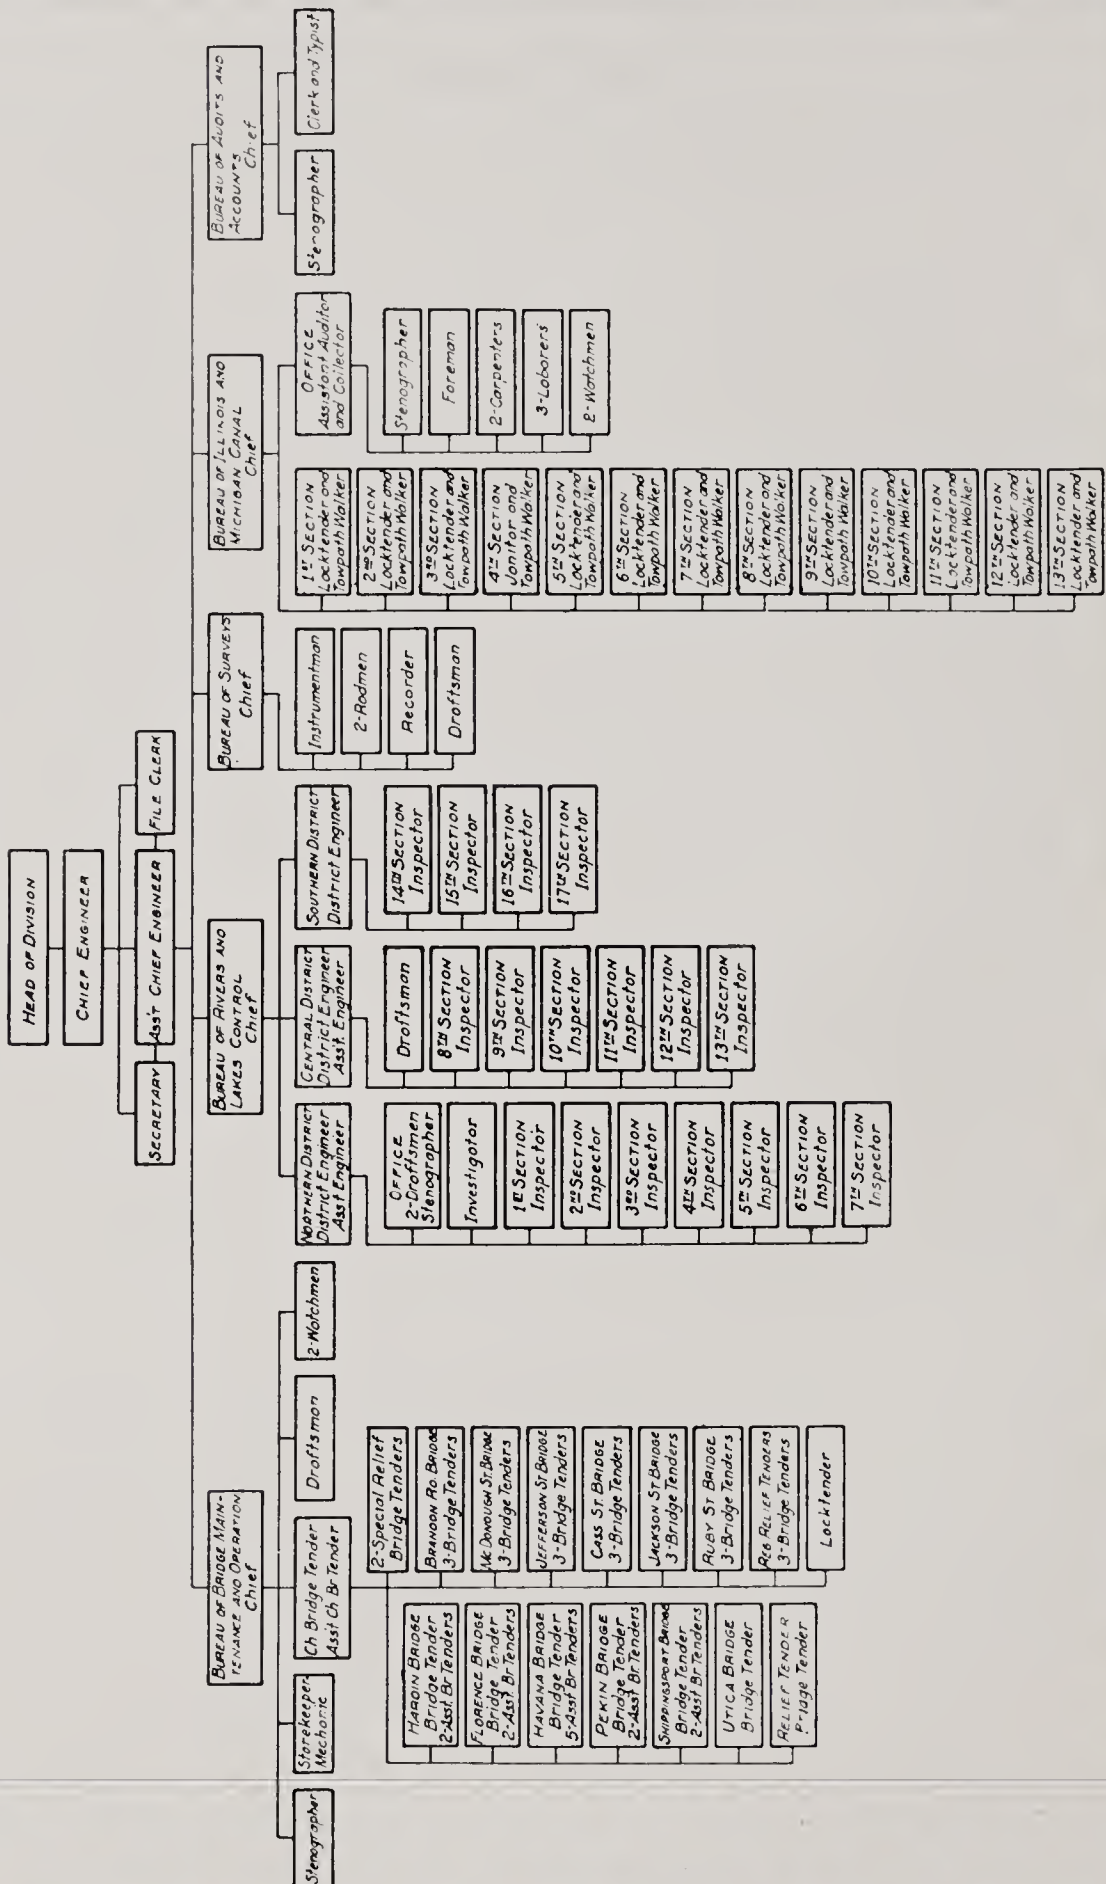 HEAD OF DIVISION
CHIEF ENGINEER
SECRETARY
ASS'T CHIEF ENGINEER
FILE CLERK
BUREAU OF BRIDGE MAIN-
TENANCE AND OPERATION
Chief
Stenographer
Storekeeper
Mechanic
Ch Bridge Tender
Asst Ch Br Tender
Draftsman
2-Watchmen
HARDIN BRIDGE
Bridge Tender
2-Asst. Br Tenders
FLORENCE BRIDGE
Bridge Tender
2-Asst Br Tenders
HAVANA BRIDGE
Bridge Tender
5-Asst Br Tenders
PEKIN BRIDGE
Bridge Tender
2-Asst Br. Tenders
SHIPPINGSPORT BRIDGE
Bridge Tender
2-Asst Br Tenders
UTICA BRIDGE
Bridge Tender
RELIEF TENDER
Bridge Tender
2-Special Relief
Bridge Tenders
BRANDON RD. BRIDGE
3-Bridge Tenders
McDONOUGH ST. BRIDGE
3-Bridge Tenders
JEFFERSON ST BRIDGE
3-Bridge Tenders
CASS ST. BRIDGE
3-Bridge Tenders
JACKSON ST BRIDGE
3-Bridge Tenders
RUBY ST BRIDGE
3-Bridge Tenders
REG RELIEF TENDERS
3-Bridge Tenders
Locktender
BUREAU OF RIVERS AND
LAKES CONTROL
Chief
NORTHERN DISTRICT
District Engineer
Asst Engineer
OFFICE
2-Draftsmen
Stenographer
Investigator
1ST SECTION
Inspector
2ND SECTION
Inspector
3RD SECTION
Inspector
4TH SECTION
Inspector
5TH SECTION
Inspector
6TH SECTION
Inspector
7TH SECTION
Inspector
CENTRAL DISTRICT
District Engineer
Asst. Engineer
Draftsman
8TH SECTION
Inspector
9TH SECTION
Inspector
10TH SECTION
Inspector
11TH SECTION
Inspector
12TH SECTION
Inspector
13TH SECTION
Inspector
SOUTHERN DISTRICT
District Engineer
14TH SECTION
Inspector
15TH SECTION
Inspector
16TH SECTION
Inspector
17TH SECTION
Inspector
BUREAU OF SURVEYS
Chief
Instrumentman
2-Rodmen
Recorder
Draftsman
BUREAU OF ILLINOIS AND
MICHIBAN CANAL
Chief
1ST SECTION
Locktender and
Towpath Walker
2ND SECTION
Locktender and
Towpath Walker
3RD SECTION
Locktender and
Towpath Walker
4TH SECTION
Janitor and
Towpath Walker
5TH SECTION
Locktender and
Towpath Walker
6TH SECTION
Locktender and
Towpath Walker
7TH SECTION
Locktender and
Towpath Walker
8TH SECTION
Locktender and
Towpath Walker
9TH SECTION
Locktender and
Towpath Walker
10TH SECTION
Locktender and
Towpath Walker
11TH SECTION
Locktender and
Towpath Walker
12TH SECTION
Locktender and
Towpath Walker
13TH SECTION
Locktender and
Towpath Walker
OFFICE
Assistant Auditor
and Collector
Stenographer
Foreman
2-Carpenters
3-Laborers
2-Watchmen
BUREAU OF AUDITS AND
ACCOUNTS
Chief
Stenographer
Clerk and Typist